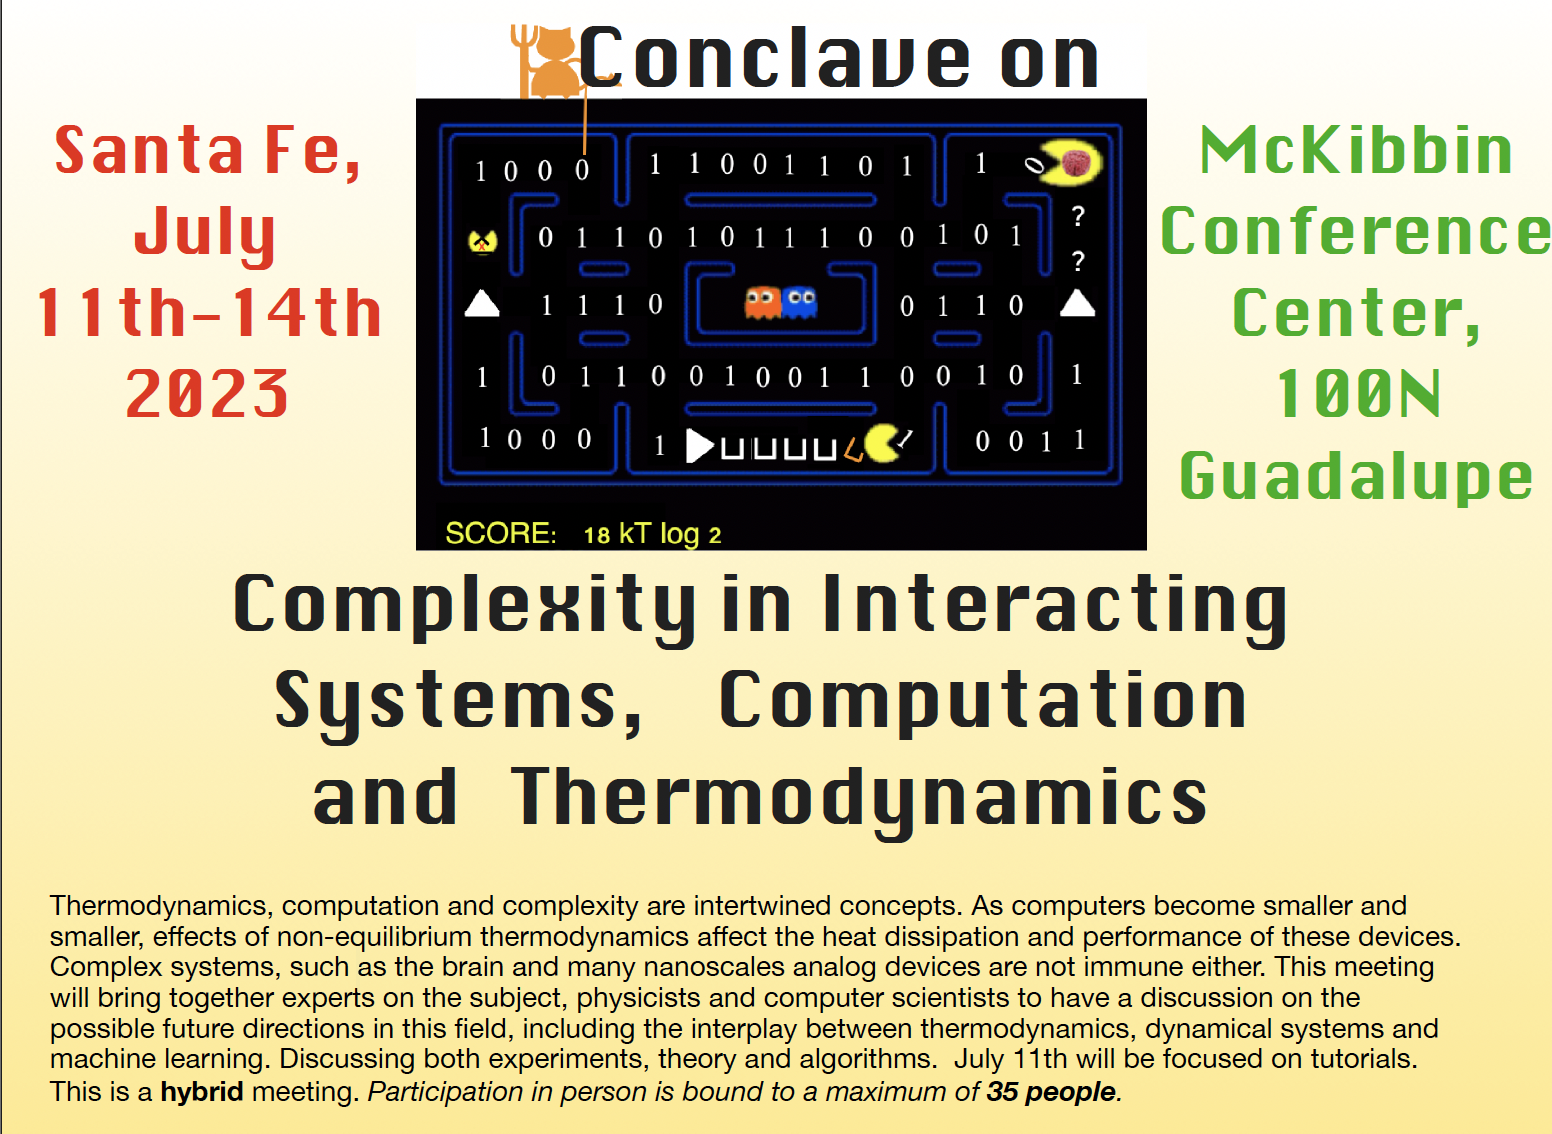 Conclave on
Santa Fe,
July
11th-14th
2023
McKibbin
Conference
Center,
100N
Guadalupe
1 0 0 0 1 1 0 0 1 1 0 1 1 0
?
0 1 1 0 1 0 1 1 1 0 0 1 0 1
?
1 1 1 0 0 1 1 0
1 0 1 1 0 0 1 0 0 1 1 0 0 1 0 1
1 0 0 0 1 1 0 0 1 1
SCORE: 18 kT log 2
Complexity in Interacting
Systems, Computation
and Thermodynamics
Thermodynamics, computation and complexity are intertwined concepts. As computers become smaller and
smaller, effects of non-equilibrium thermodynamics affect the heat dissipation and performance of these devices.
Complex systems, such as the brain and many nanoscales analog devices are not immune either. This meeting
will bring together experts on the subject, physicists and computer scientists to have a discussion on the
possible future directions in this field, including the interplay between thermodynamics, dynamical systems and
machine learning. Discussing both experiments, theory and algorithms. July 11th will be focused on tutorials.
This is a hybrid meeting. Participation in person is bound to a maximum of 35 people.